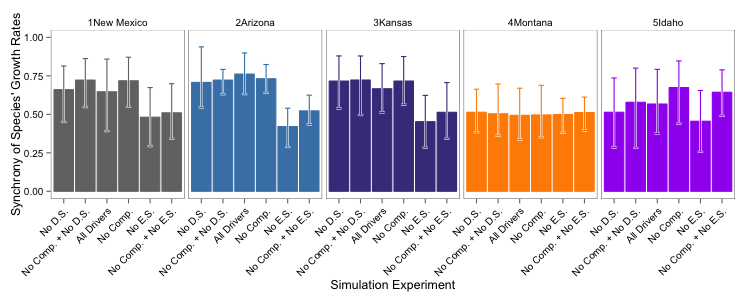 1New Mexico 2Arizona 3Kansas 4Montana 5Idaho
Synchrony of Species' Growth Rates
1.00
0.75
0.50
0.25
0.00
No D.S. No Comp. + No D.S. All Drivers No Comp. No E.S. No Comp. + No E.S.
No D.S. No Comp. + No D.S. All Drivers No Comp. No E.S. No Comp. + No E.S.
No D.S. No Comp. + No D.S. All Drivers No Comp. No E.S. No Comp. + No E.S.
No D.S. No Comp. + No D.S. All Drivers No Comp. No E.S. No Comp. + No E.S.
No D.S. No Comp. + No D.S. All Drivers No Comp. No E.S. No Comp. + No E.S.
Simulation Experiment